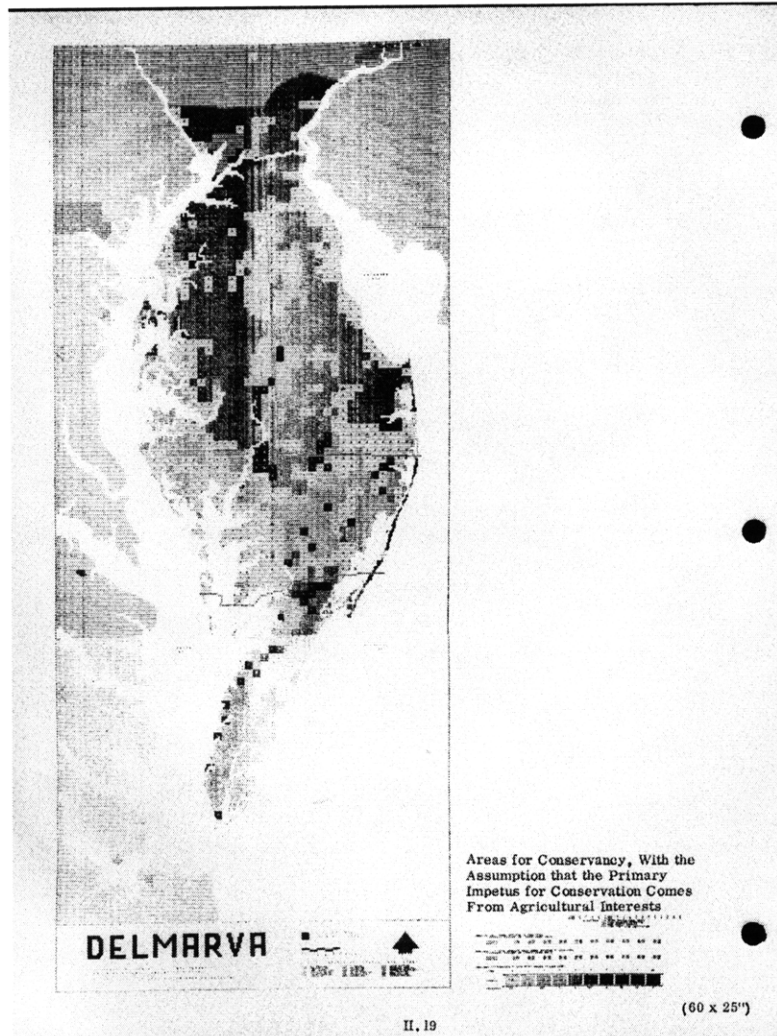 Areas for Conservancy, With the
Assumption that the Primary
Impetus for Conservation Comes
From Agricultural Interests
DELMARVA
(60 x 25")
II.19